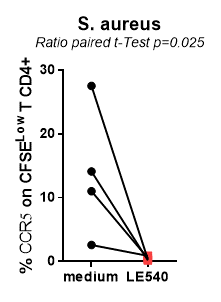 S. aureus
Ratio paired t-Test p=0.025
% CCR5 on CFSELow T CD4+
30
20
10
0
medium LE540